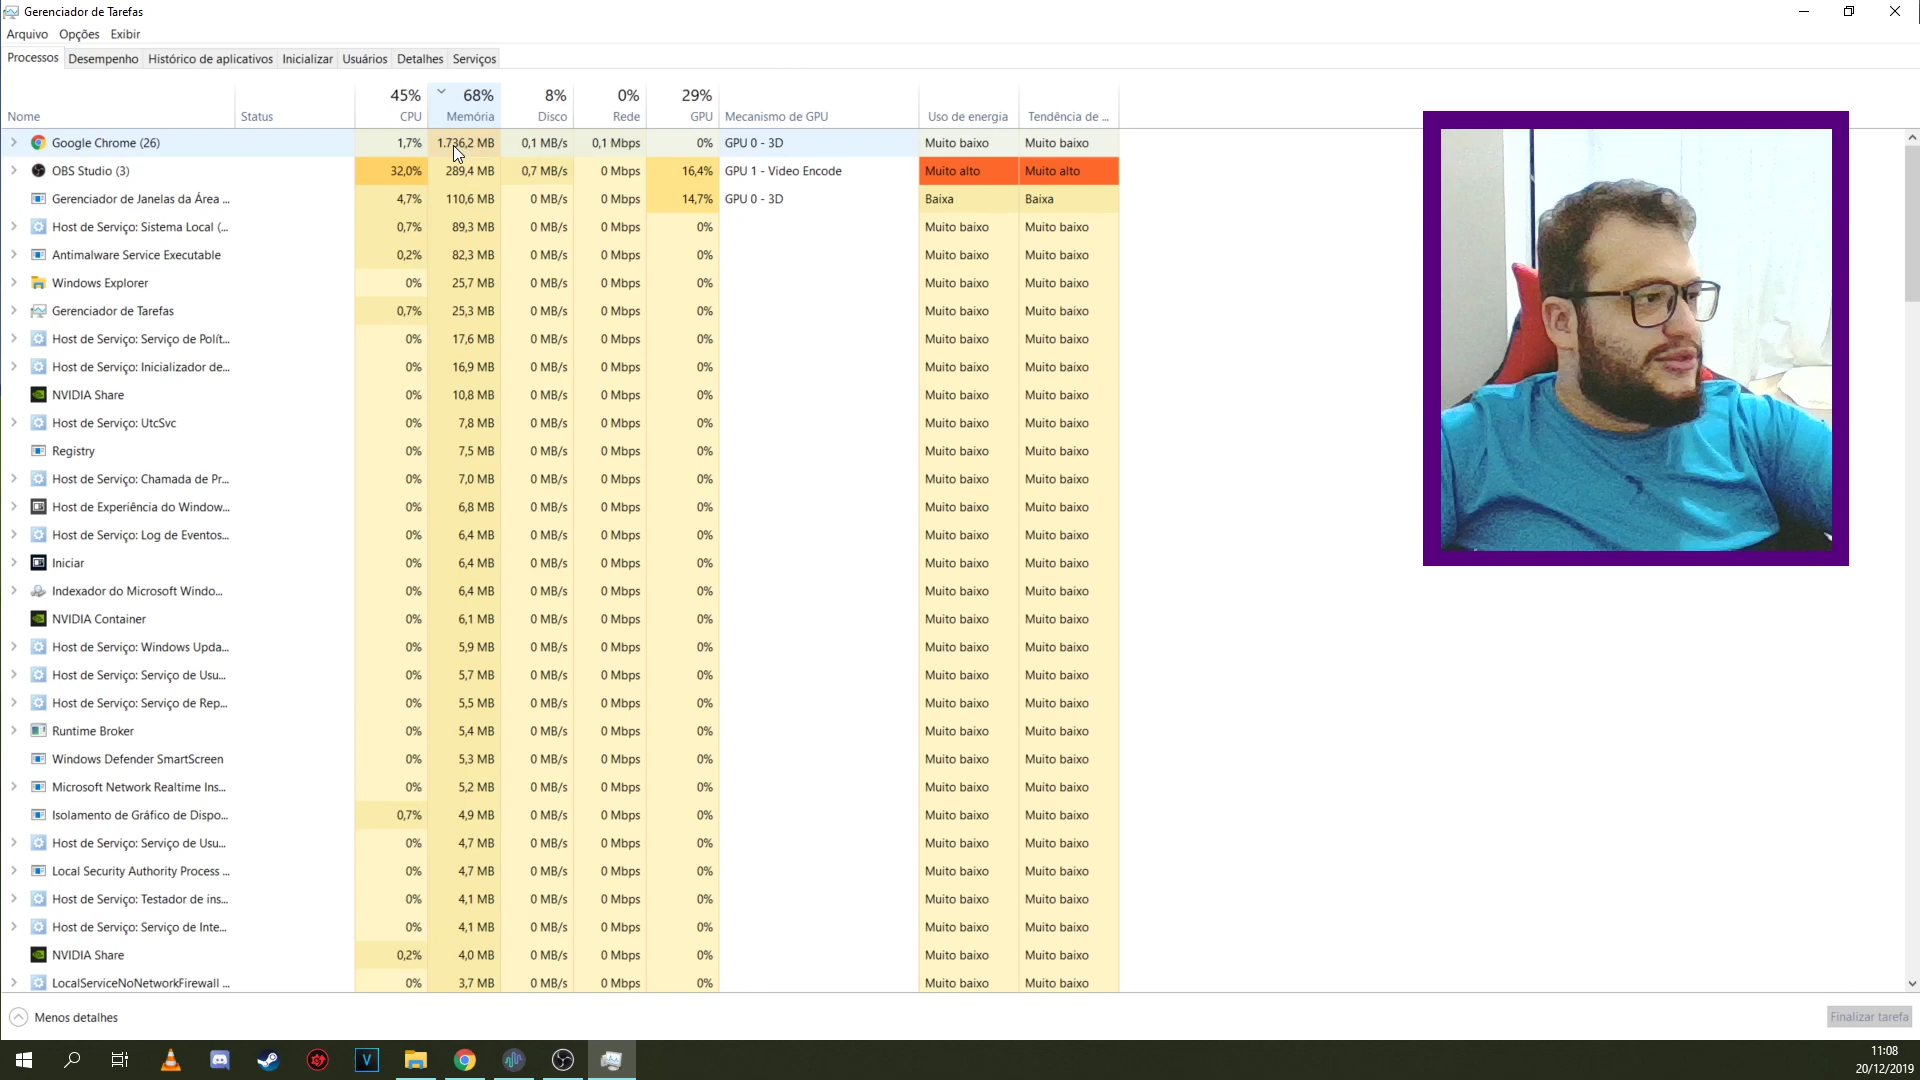 Gerenciador de Tarefas
Arquivo Opções Exibir
Processos Desempenho Histórico de aplicativos Inicializar Usuários Detalhes Serviços
45% 68% 8% 0% 29%
Nome Status CPU Memória Disco Rede GPU Mecanismo de GPU Uso de energia Tendência de ...
Google Chrome (26) 1,7% 1.736,2 MB 0,1 MB/s 0,1 Mbps 0% GPU 0 - 3D Muito baixo Muito baixo
OBS Studio (3) 32,0% 289,4 MB 0,7 MB/s 0 Mbps 16,4% GPU 1 - Video Encode Muito alto Muito alto
Gerenciador de Janelas da Área ... 4,7% 110,6 MB 0 MB/s 0 Mbps 14,7% GPU 0 - 3D Baixa Baixa
Host de Serviço: Sistema Local (... 0,7% 89,3 MB 0 MB/s 0 Mbps 0% Muito baixo Muito baixo
Antimalware Service Executable 0,2% 82,3 MB 0 MB/s 0 Mbps 0% Muito baixo Muito baixo
Windows Explorer 0% 25,7 MB 0 MB/s 0 Mbps 0% Muito baixo Muito baixo
Gerenciador de Tarefas 0,7% 25,3 MB 0 MB/s 0 Mbps 0% Muito baixo Muito baixo
Host de Serviço: Serviço de Polít... 0% 17,6 MB 0 MB/s 0 Mbps 0% Muito baixo Muito baixo
Host de Serviço: Inicializador de... 0% 16,9 MB 0 MB/s 0 Mbps 0% Muito baixo Muito baixo
NVIDIA Share 0% 10,8 MB 0 MB/s 0 Mbps 0% Muito baixo Muito baixo
Host de Serviço: UtcSvc 0% 7,8 MB 0 MB/s 0 Mbps 0% Muito baixo Muito baixo
Registry 0% 7,5 MB 0 MB/s 0 Mbps 0% Muito baixo Muito baixo
Host de Serviço: Chamada de Pr... 0% 7,0 MB 0 MB/s 0 Mbps 0% Muito baixo Muito baixo
Host de Experiência do Window... 0% 6,8 MB 0 MB/s 0 Mbps 0% Muito baixo Muito baixo
Host de Serviço: Log de Eventos... 0% 6,4 MB 0 MB/s 0 Mbps 0% Muito baixo Muito baixo
Iniciar 0% 6,4 MB 0 MB/s 0 Mbps 0% Muito baixo Muito baixo
Indexador do Microsoft Windo... 0% 6,4 MB 0 MB/s 0 Mbps 0% Muito baixo Muito baixo
NVIDIA Container 0% 6,1 MB 0 MB/s 0 Mbps 0% Muito baixo Muito baixo
Host de Serviço: Windows Upda... 0% 5,9 MB 0 MB/s 0 Mbps 0% Muito baixo Muito baixo
Host de Serviço: Serviço de Usu... 0% 5,7 MB 0 MB/s 0 Mbps 0% Muito baixo Muito baixo
Host de Serviço: Serviço de Rep... 0% 5,5 MB 0 MB/s 0 Mbps 0% Muito baixo Muito baixo
Runtime Broker 0% 5,4 MB 0 MB/s 0 Mbps 0% Muito baixo Muito baixo
Windows Defender SmartScreen 0% 5,3 MB 0 MB/s 0 Mbps 0% Muito baixo Muito baixo
Microsoft Network Realtime Ins... 0% 5,2 MB 0 MB/s 0 Mbps 0% Muito baixo Muito baixo
Isolamento de Gráfico de Dispo... 0,7% 4,9 MB 0 MB/s 0 Mbps 0% Muito baixo Muito baixo
Host de Serviço: Serviço de Usu... 0% 4,7 MB 0 MB/s 0 Mbps 0% Muito baixo Muito baixo
Local Security Authority Process ... 0% 4,7 MB 0 MB/s 0 Mbps 0% Muito baixo Muito baixo
Host de Serviço: Testador de ins... 0% 4,1 MB 0 MB/s 0 Mbps 0% Muito baixo Muito baixo
Host de Serviço: Serviço de Inte... 0% 4,1 MB 0 MB/s 0 Mbps 0% Muito baixo Muito baixo
NVIDIA Share 0,2% 4,0 MB 0 MB/s 0 Mbps 0% Muito baixo Muito baixo
LocalServiceNoNetworkFirewall ... 0% 3,7 MB 0 MB/s 0 Mbps 0% Muito baixo Muito baixo
Menos detalhes Finalizar tarefa
V
11:08
20/12/2019